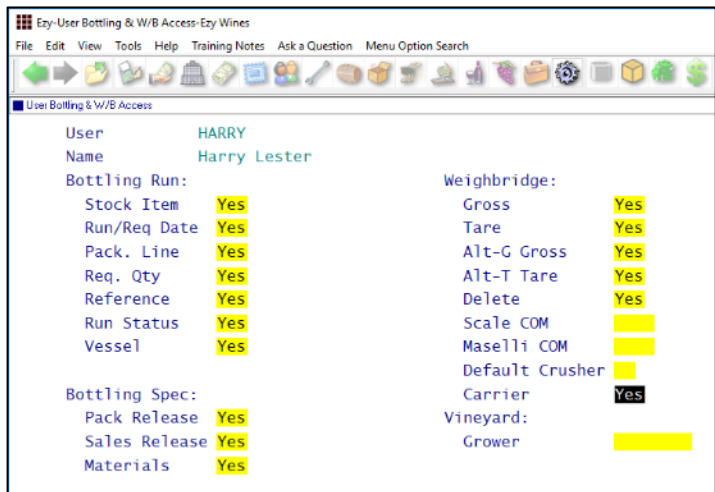 Ezy-User Bottling & W/B Access-Ezy Wines
File Edit View Tools Help Training Notes Ask a Question Menu Option Search
User Bottling & W/B Access
User HARRY
Name Harry Lester
Bottling Run: Weighbridge:
Stock Item Yes Gross Yes
Run/Req Date Yes Tare Yes
Pack. Line Yes Alt-G Gross Yes
Req. Qty Yes Alt-T Tare Yes
Reference Yes Delete Yes
Run Status Yes Scale COM
Vessel Yes Maselli COM
Default Crusher
Bottling Spec: Carrier Yes
Pack Release Yes Vineyard:
Sales Release Yes Grower
Materials Yes